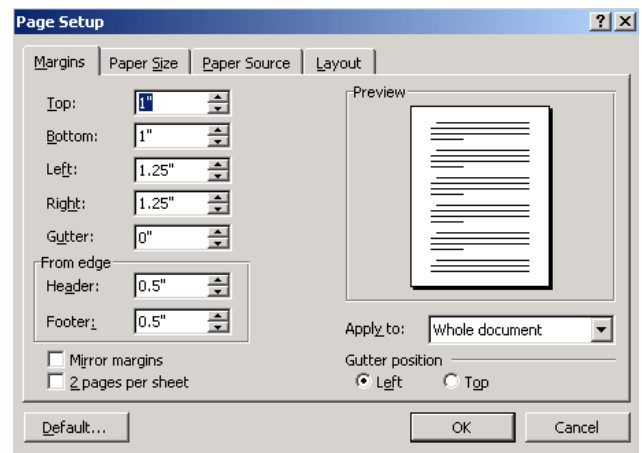 Page Setup
Margins Paper Size Paper Source Layout
Top: 1"
Bottom: 1"
Left: 1.25"
Right: 1.25"
Gutter: 0"
From edge
Header: 0.5"
Footer: 0.5"
Mirror margins
2 pages per sheet
Preview
Apply to: Whole document
Gutter position
Left Top
Default... OK Cancel